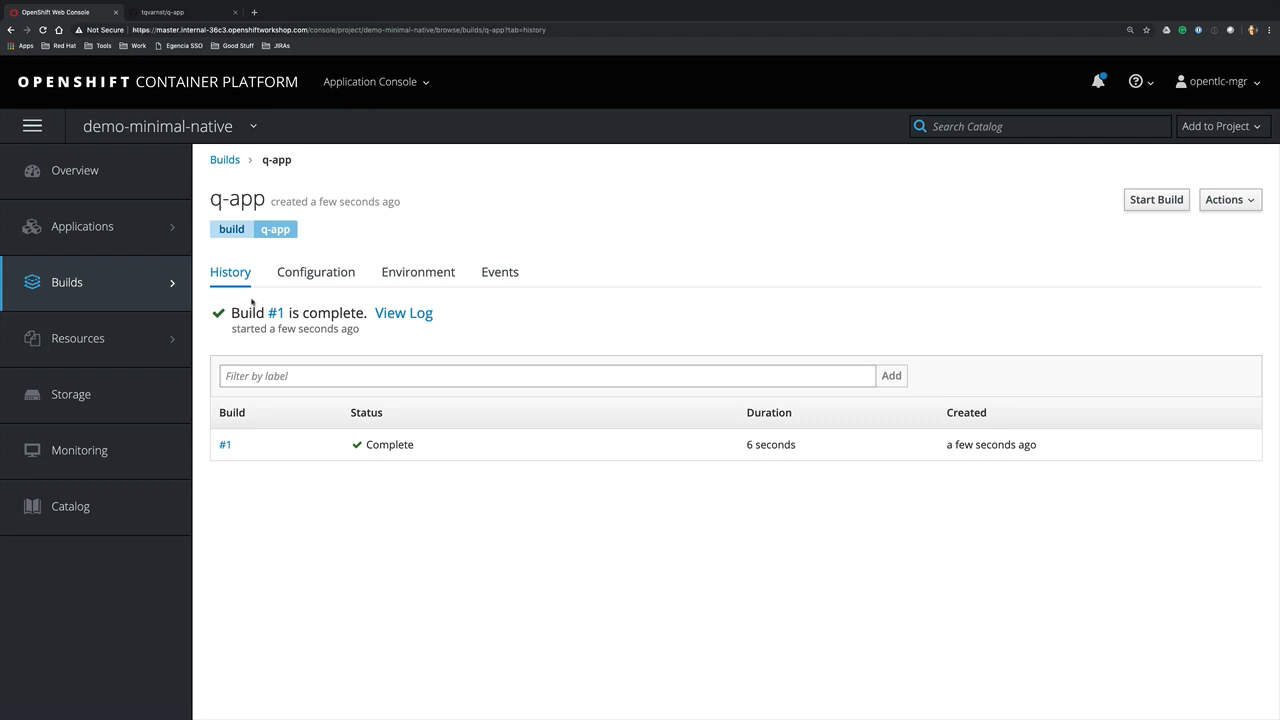 OpenShift Web Console
tqvarnst/q-app
Not Secure https://master.internal-36c3.openshiftworkshop.com/console/project/demo-minimal-native/browse/builds/q-app?tab=history
Apps Red Hat Tools Work Egencia SSO Good Stuff JIRAs
OPENSHIFT CONTAINER PLATFORM Application Console opentlc-mgr
demo-minimal-native Search Catalog Add to Project
Overview
Applications
Builds
Resources
Storage
Monitoring
Catalog
Builds > q-app
q-app created a few seconds ago
Start Build Actions
build q-app
History Configuration Environment Events
Build #1 is complete. View Log
started a few seconds ago
Filter by label Add
Build Status Duration Created
#1 Complete 6 seconds a few seconds ago